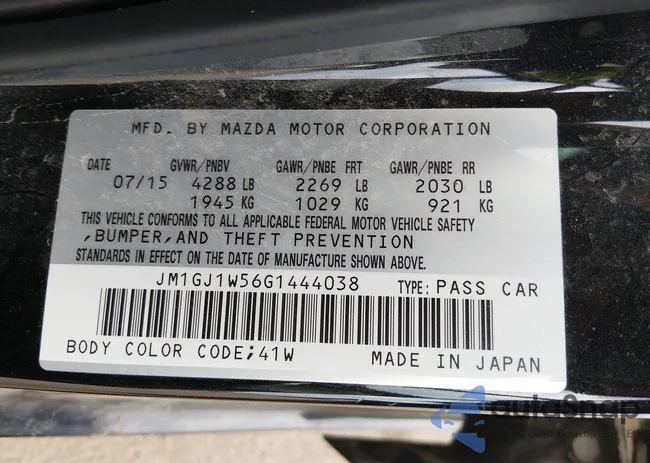 MFD. BY MAZDA MOTOR CORPORATION
DATE GVWR/PNBV GAWR/PNBE FRT GAWR/PNBE RR
07/15 4288 LB 2269 LB 2030 LB
1945 KG 1029 KG 921 KG
THIS VEHICLE CONFORMS TO ALL APPLICABLE FEDERAL MOTOR VEHICLE SAFETY
,BUMPER,AND THEFT PREVENTION
STANDARDS IN EFFECT ON THE DATE OF MANUFACTURE SHOWN ABOVE.
JM1GJ1W56G1444038 TYPE: PASS CAR
BODY COLOR CODE;41W MADE IN JAPAN
autoSnap